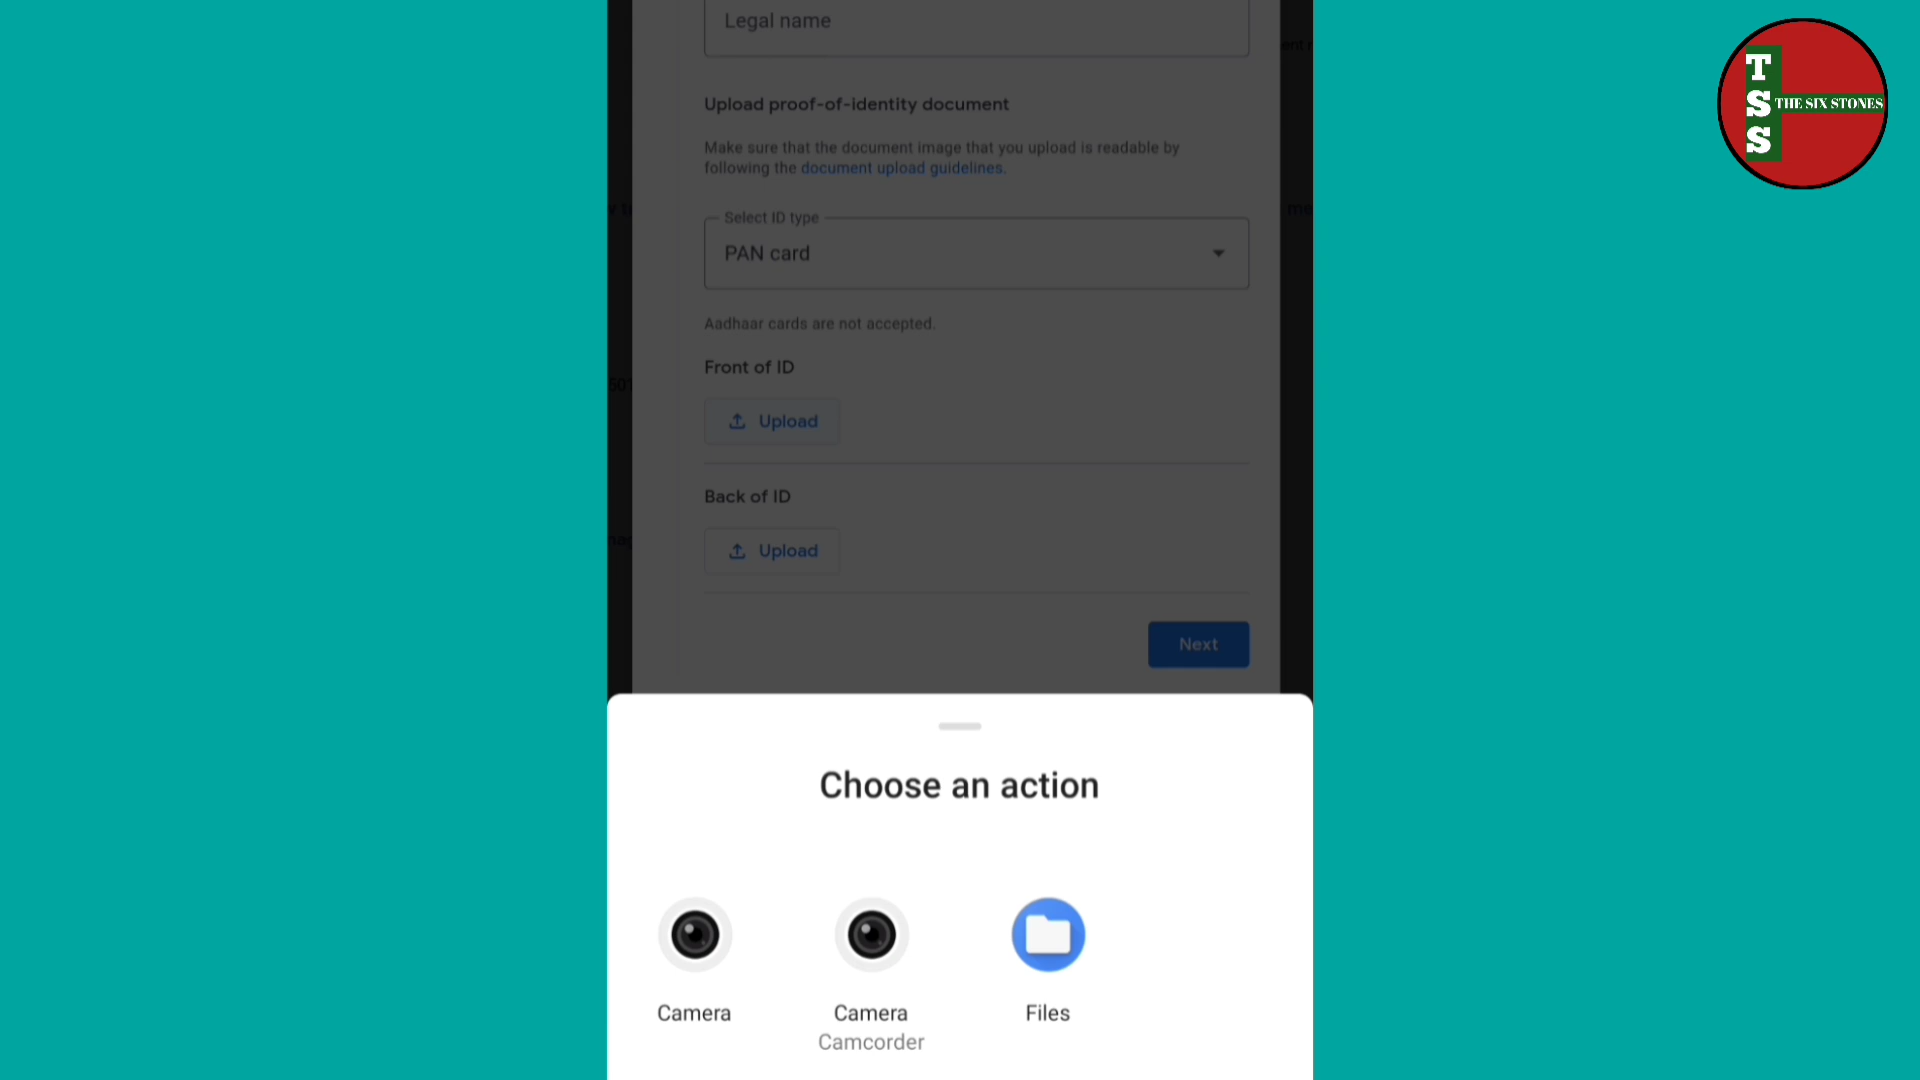 Legal name
Upload proof-of-identity document
Make sure that the document image that you upload is readable by
following the document upload guidelines.
Select ID type
PAN card
Aadhaar cards are not accepted.
Front of ID
Upload
Back of ID
Upload
Next
Choose an action
Camera
Camera
Camcorder
Files
TSS
THE SIX STONES